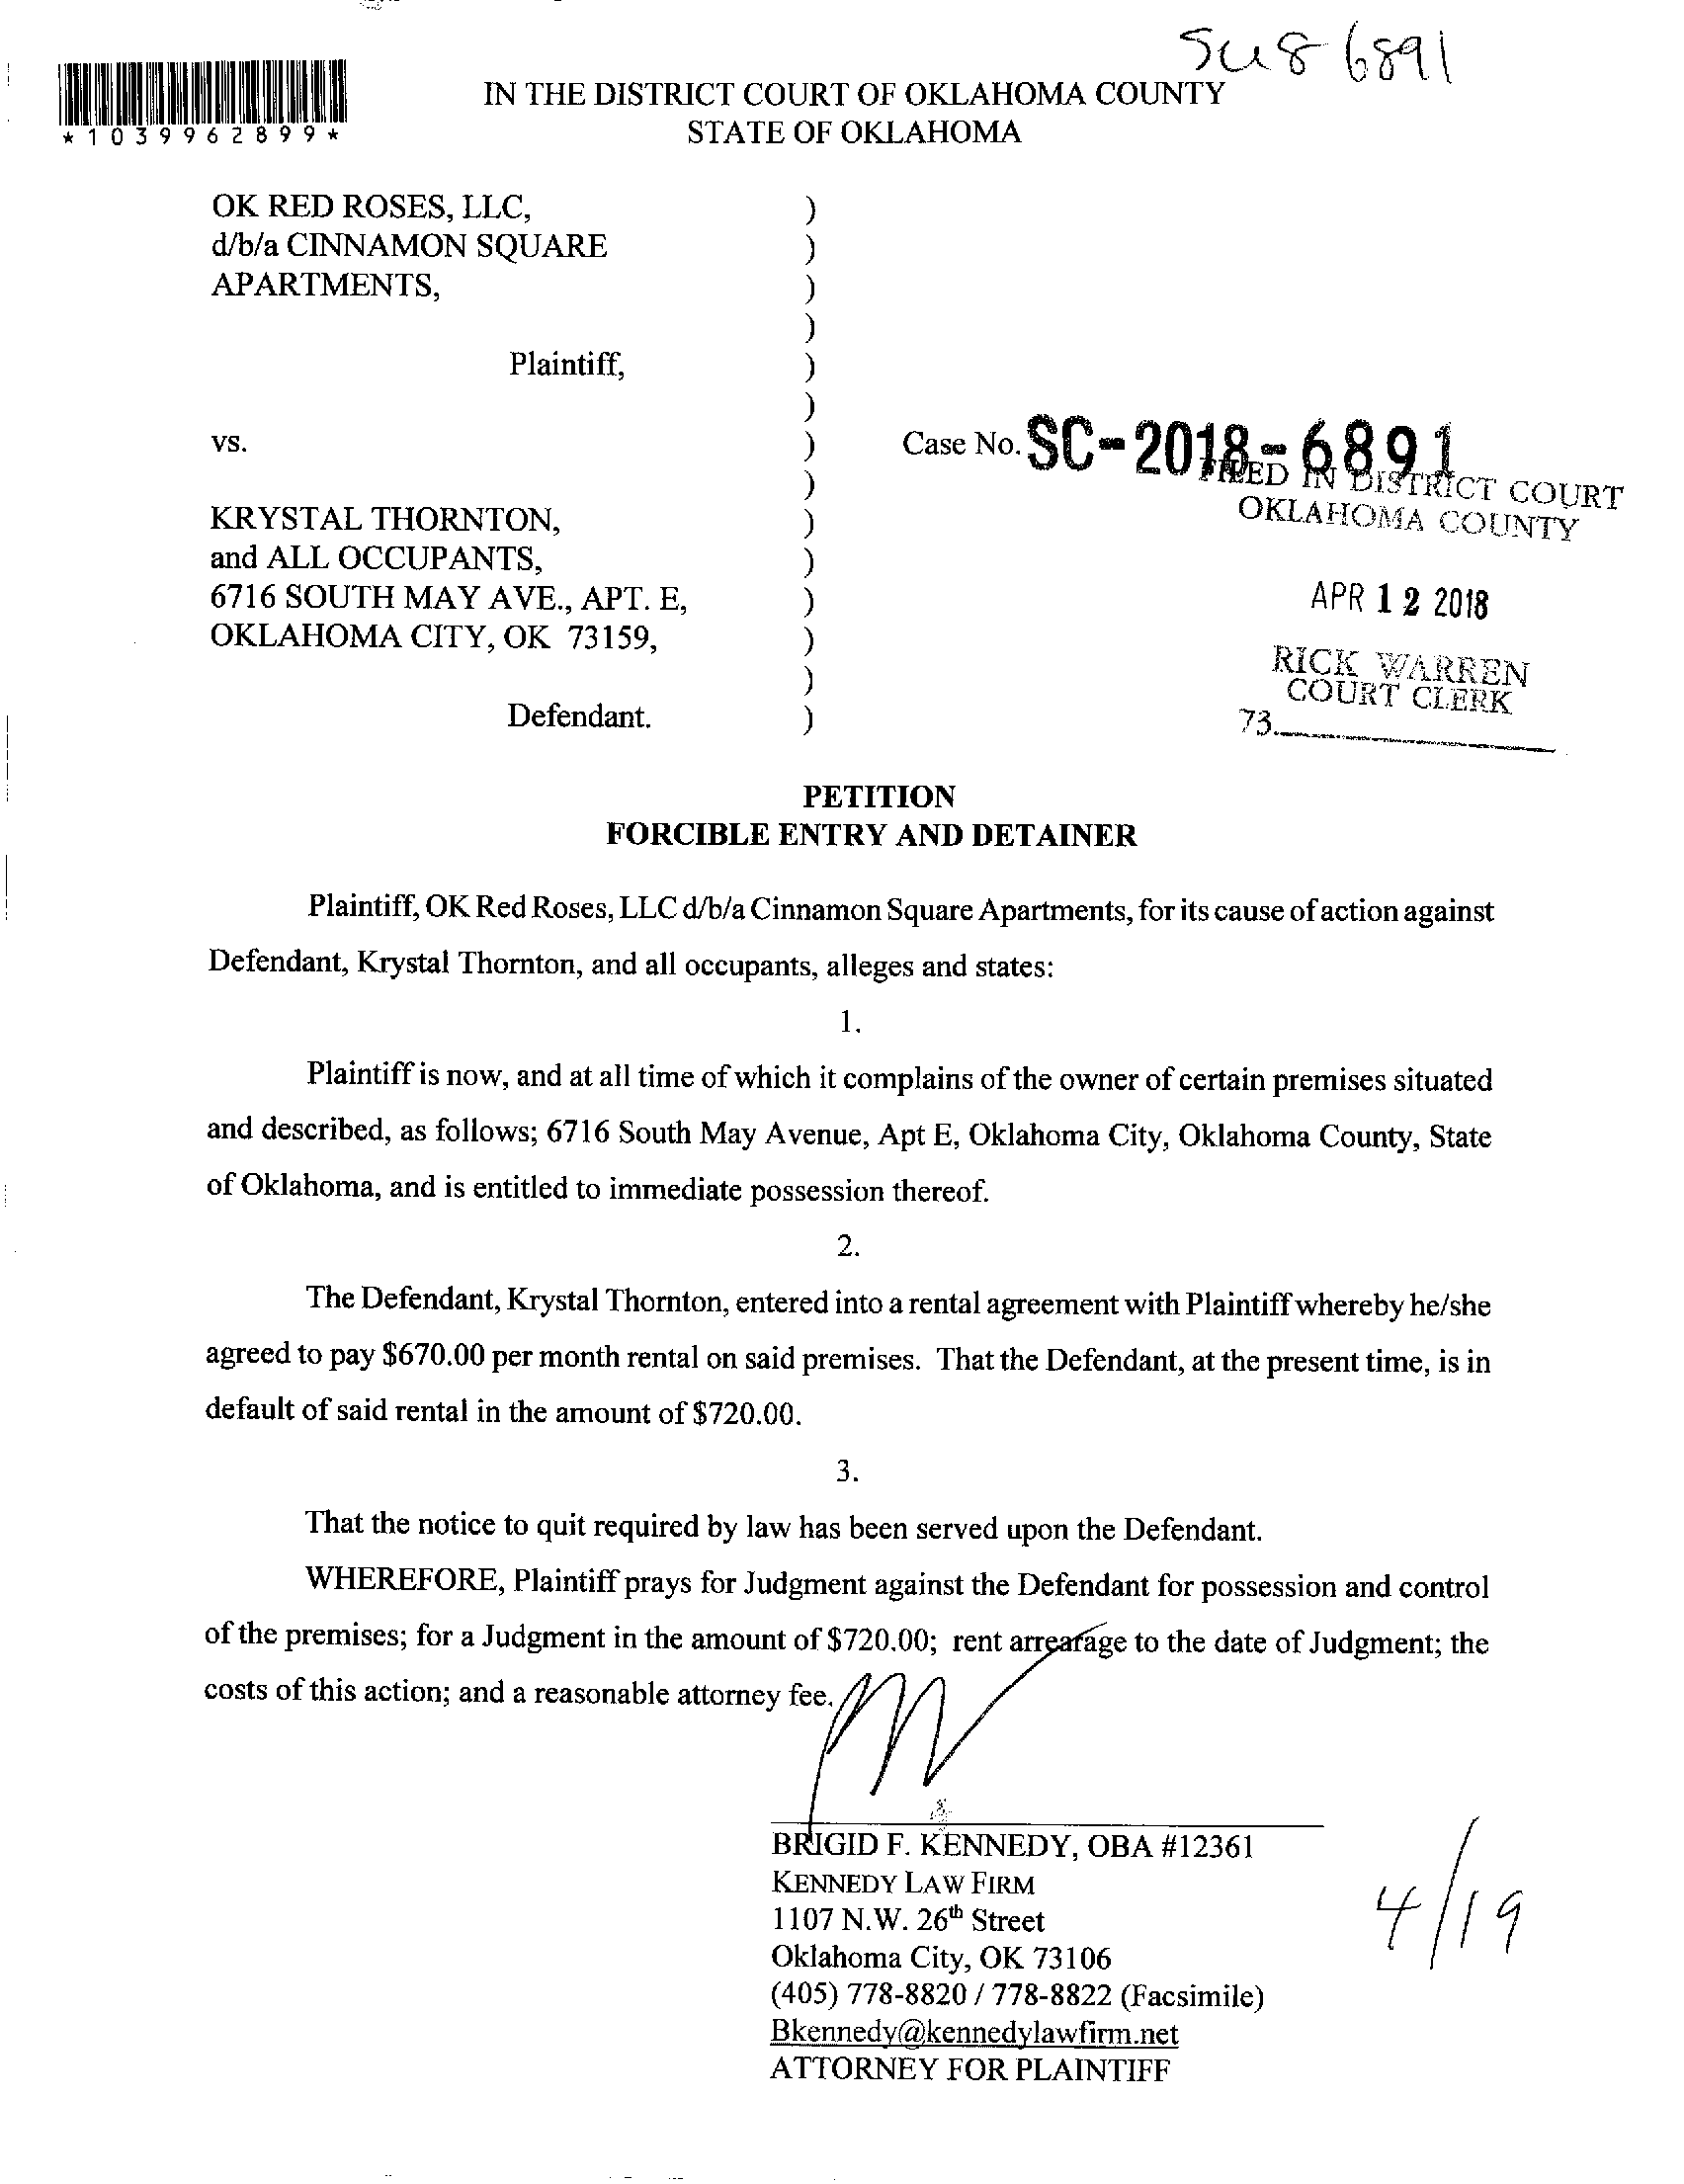 SC18 6891
*1039962899*
IN THE DISTRICT COURT OF OKLAHOMA COUNTY
STATE OF OKLAHOMA
OK RED ROSES, LLC, )
d/b/a CINNAMON SQUARE )
APARTMENTS, )
)
Plaintiff, )
)
vs. ) Case No. SC-2018-6891
)
FILED IN DISTRICT COURT
OKLAHOMA COUNTY
KRYSTAL THORNTON, )
and ALL OCCUPANTS, )
6716 SOUTH MAY AVE., APT. E, ) APR 12 2018
OKLAHOMA CITY, OK 73159, )
) RICK WARREN
COURT CLERK
Defendant. ) 73.
PETITION
FORCIBLE ENTRY AND DETAINER
Plaintiff, OK Red Roses, LLC d/b/a Cinnamon Square Apartments, for its cause of action against
Defendant, Krystal Thornton, and all occupants, alleges and states:
1.
Plaintiff is now, and at all time of which it complains of the owner of certain premises situated
and described, as follows; 6716 South May Avenue, Apt E, Oklahoma City, Oklahoma County, State
of Oklahoma, and is entitled to immediate possession thereof.
2.
The Defendant, Krystal Thornton, entered into a rental agreement with Plaintiff whereby he/she
agreed to pay $670.00 per month rental on said premises. That the Defendant, at the present time, is in
default of said rental in the amount of $720.00.
3.
That the notice to quit required by law has been served upon the Defendant.
WHEREFORE, Plaintiff prays for Judgment against the Defendant for possession and control
of the premises; for a Judgment in the amount of $720.00; rent arrearage to the date of Judgment; the
costs of this action; and a reasonable attorney fee.
BRIGID F. KENNEDY, OBA #12361
KENNEDY LAW FIRM
1107 N.W. 26th Street
Oklahoma City, OK 73106
(405) 778-8820 / 778-8822 (Facsimile)
Bkennedy@kennedylawfirm.net
ATTORNEY FOR PLAINTIFF
4/19